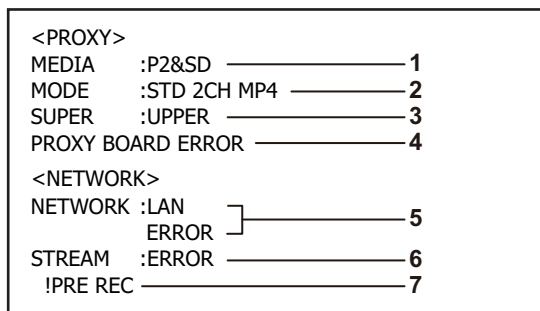 <PROXY>
MEDIA :P2&SD 1
MODE :STD 2CH MP4 2
SUPER :UPPER 3
PROXY BOARD ERROR 4
<NETWORK>
NETWORK :LAN
ERROR 5
STREAM :ERROR 6
!PRE REC 7